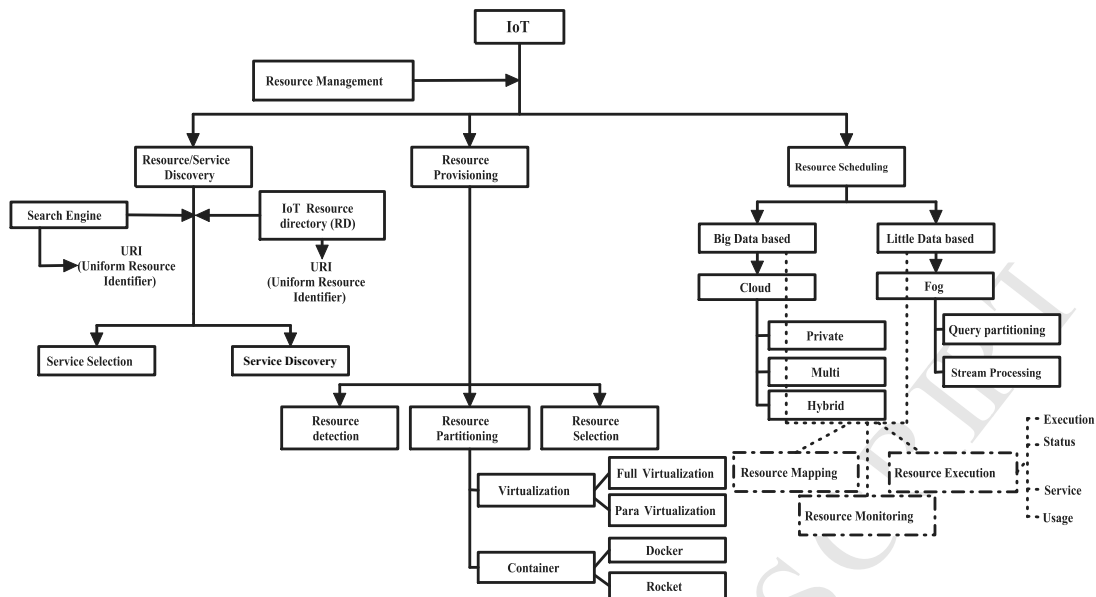 IoT
Resource Management
Resource/Service
Discovery
Resource
Provisioning
Resource Scheduling
Search Engine
IoT Resource
directory (RD)
URI
(Uniform Resource
Identifier)
URI
(Uniform Resource
Identifier)
Big Data based
Little Data based
Cloud
Fog
Private
Multi
Hybrid
Query partitioning
Stream Processing
Service Selection
Service Discovery
Resource
detection
Resource
Partitioning
Resource
Selection
Virtualization
Full Virtualization
Para Virtualization
Container
Docker
Rocket
Resource Mapping
Resource Execution
Resource Monitoring
Execution
Status
Service
Usage